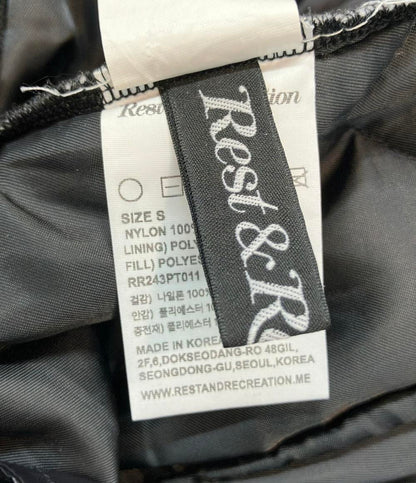 Rest &
ation
Rest & R
SIZE S
NYLON 100%
LINING) POLY
FILL) POLYES
RR243PT011
겉감) 나일론 100%
안감) 폴리에스터
충전재) 폴리에스터
MADE IN KOREA
2F,6,DOKSEODANG-RO 48GIL,
SEONGDONG-GU,SEOUL,KOREA
WWW.RESTANDRECREATION.ME